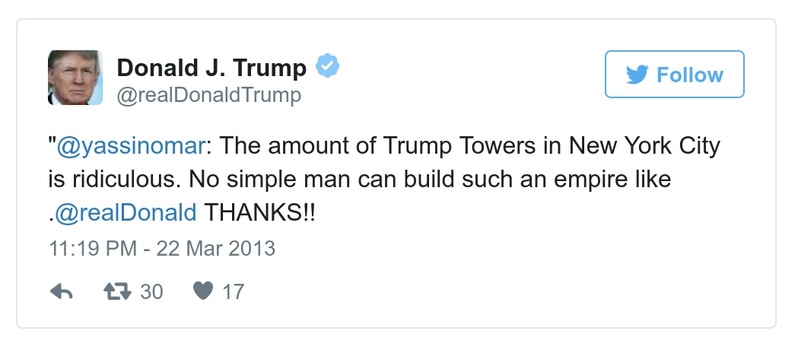 Donald J. Trump
@realDonaldTrump
Follow
"@yassinomar: The amount of Trump Towers in New York City
is ridiculous. No simple man can build such an empire like
.@realDonald THANKS!!
11:19 PM - 22 Mar 2013
30
17